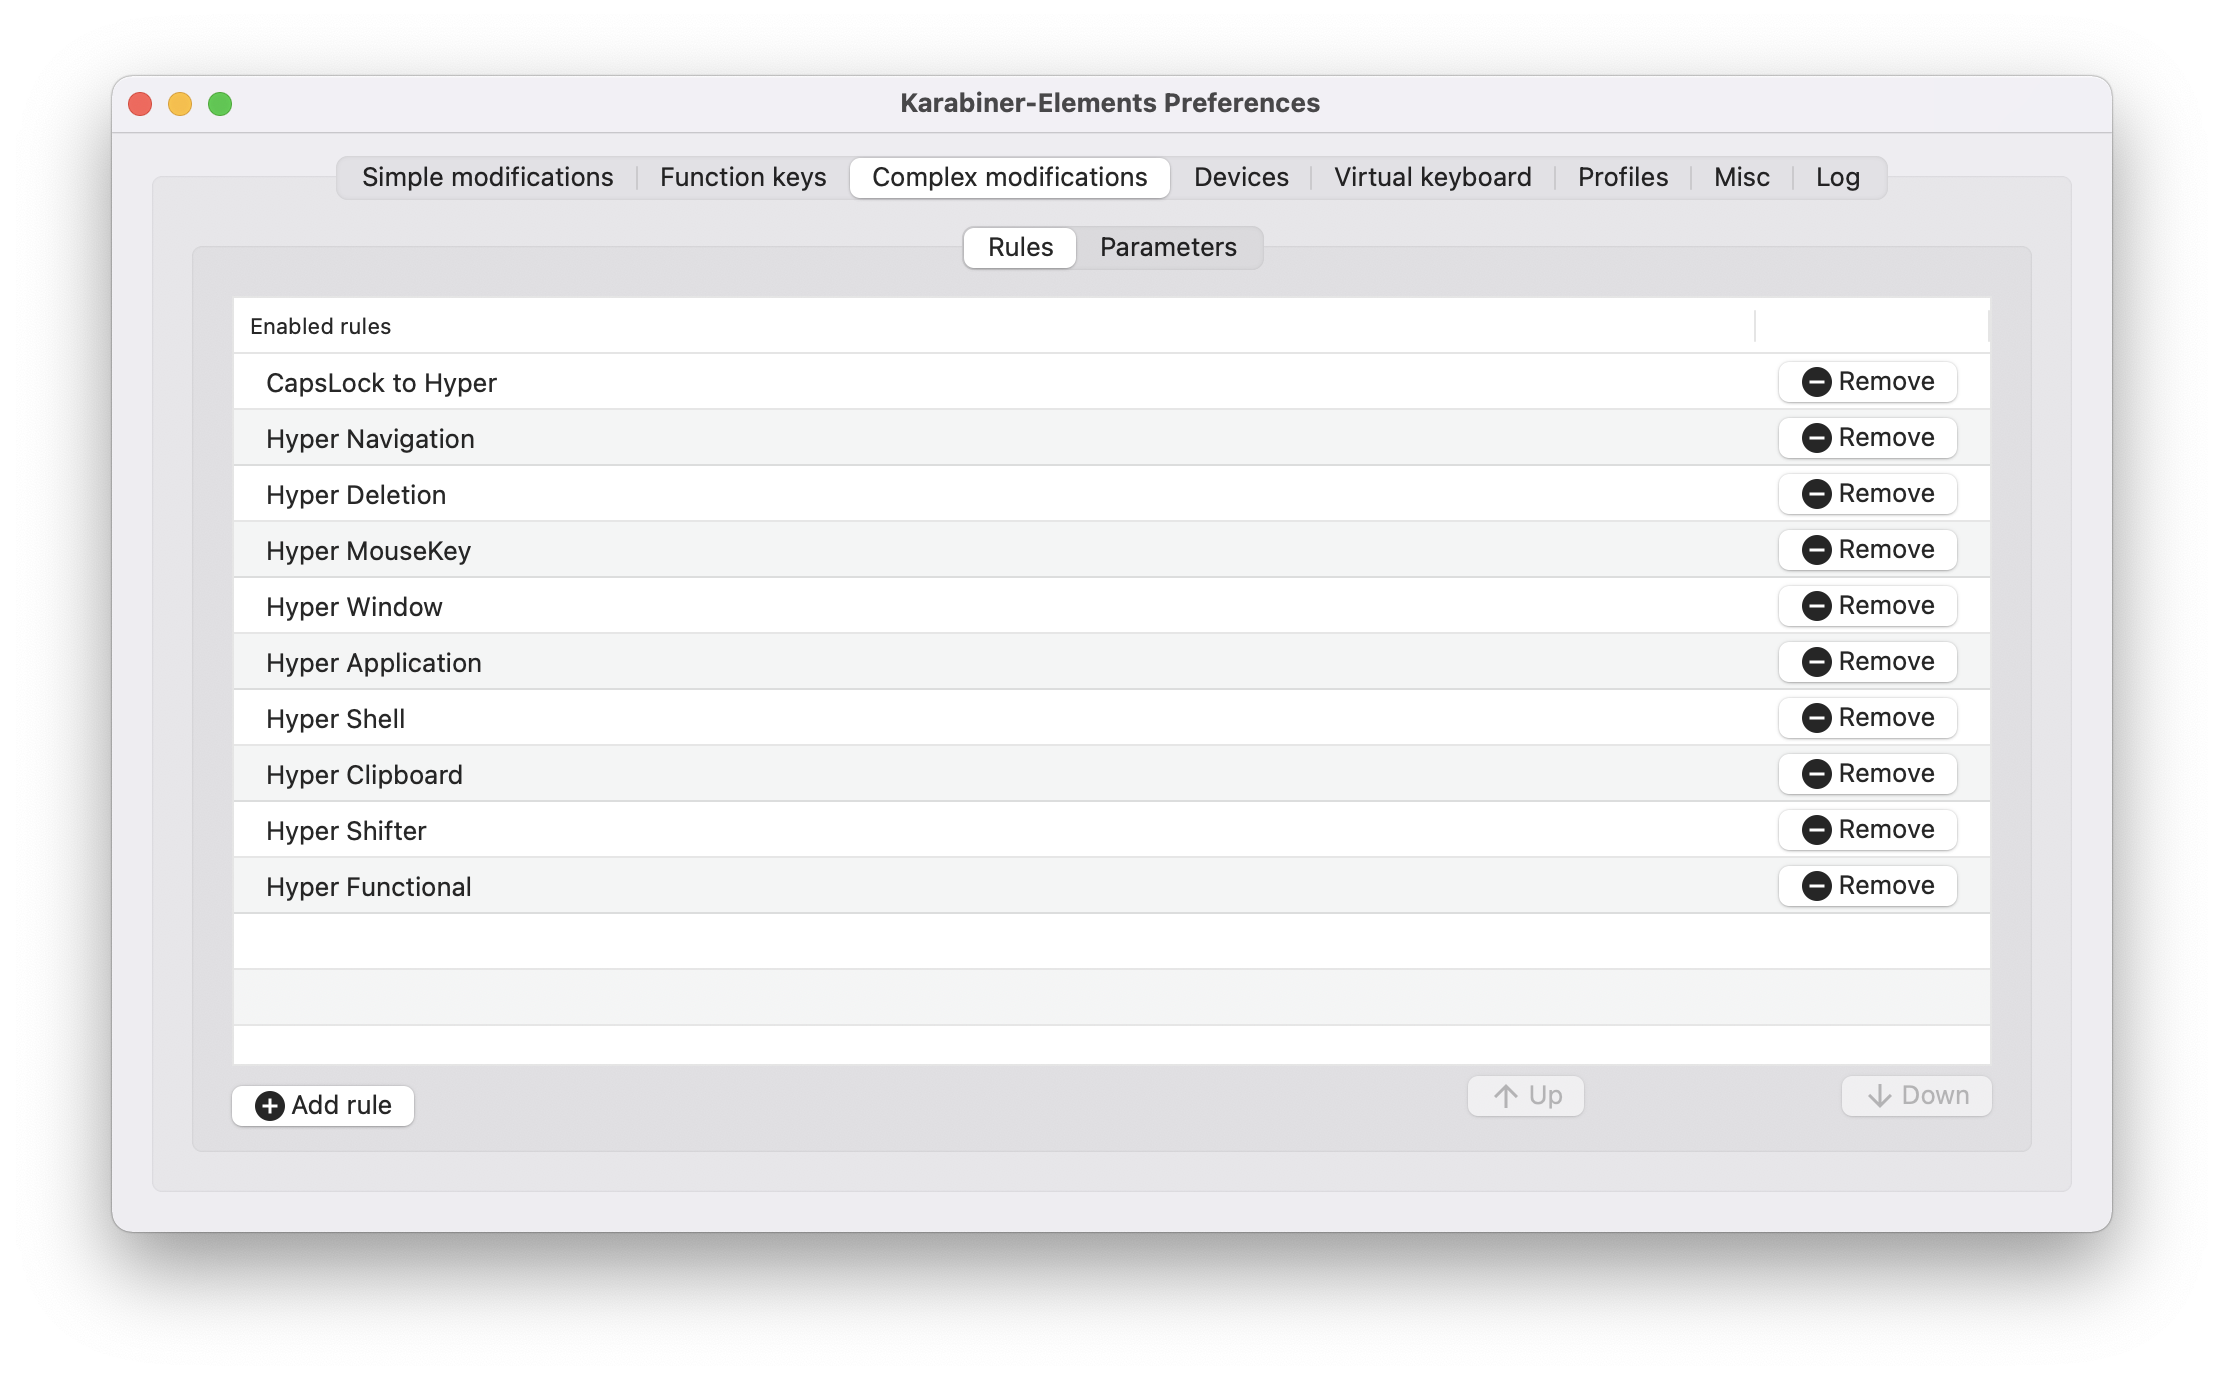 Karabiner-Elements Preferences
Simple modifications Function keys Complex modifications Devices Virtual keyboard Profiles Misc Log
Rules Parameters
Enabled rules
CapsLock to Hyper Remove
Hyper Navigation Remove
Hyper Deletion Remove
Hyper MouseKey Remove
Hyper Window Remove
Hyper Application Remove
Hyper Shell Remove
Hyper Clipboard Remove
Hyper Shifter Remove
Hyper Functional Remove
Add rule Up Down